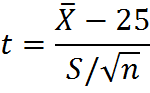 t = (X̄ − 25) / (S/√n)